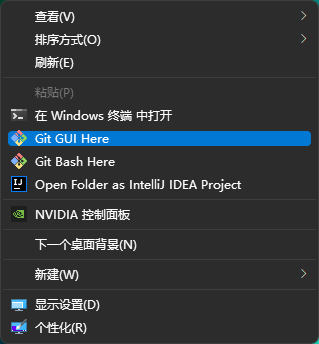 查看(V)
排序方式(O)
刷新(E)
粘贴(P)
在 Windows 终端 中打开
Git GUI Here
Git Bash Here
Open Folder as IntelliJ IDEA Project
NVIDIA 控制面板
下一个桌面背景(N)
新建(W)
显示设置(D)
个性化(R)